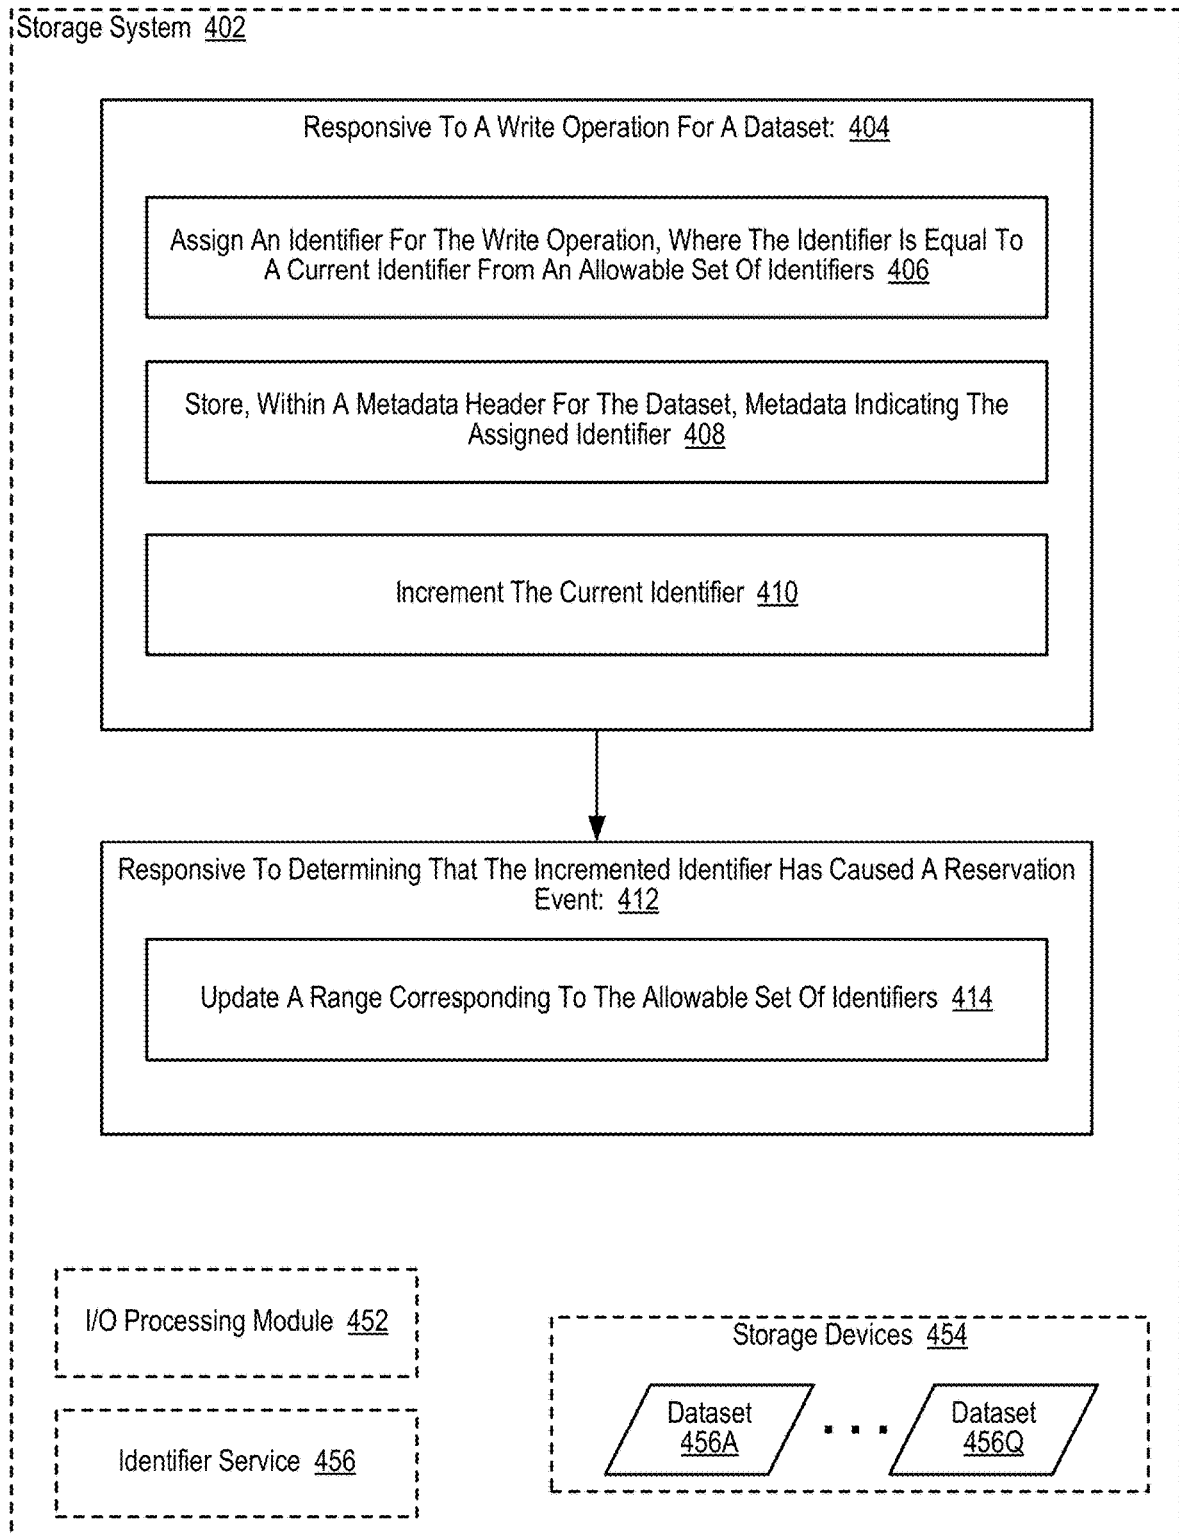 Storage System 402
Responsive To A Write Operation For A Dataset: 404
Assign An Identifier For The Write Operation, Where The Identifier Is Equal To
A Current Identifier From An Allowable Set Of Identifiers 406
Store, Within A Metadata Header For The Dataset, Metadata Indicating The
Assigned Identifier 408
Increment The Current Identifier 410
Responsive To Determining That The Incremented Identifier Has Caused A Reservation
Event: 412
Update A Range Corresponding To The Allowable Set Of Identifiers 414
I/O Processing Module 452
Storage Devices 454
Dataset
456A
Dataset
456Q
Identifier Service 456